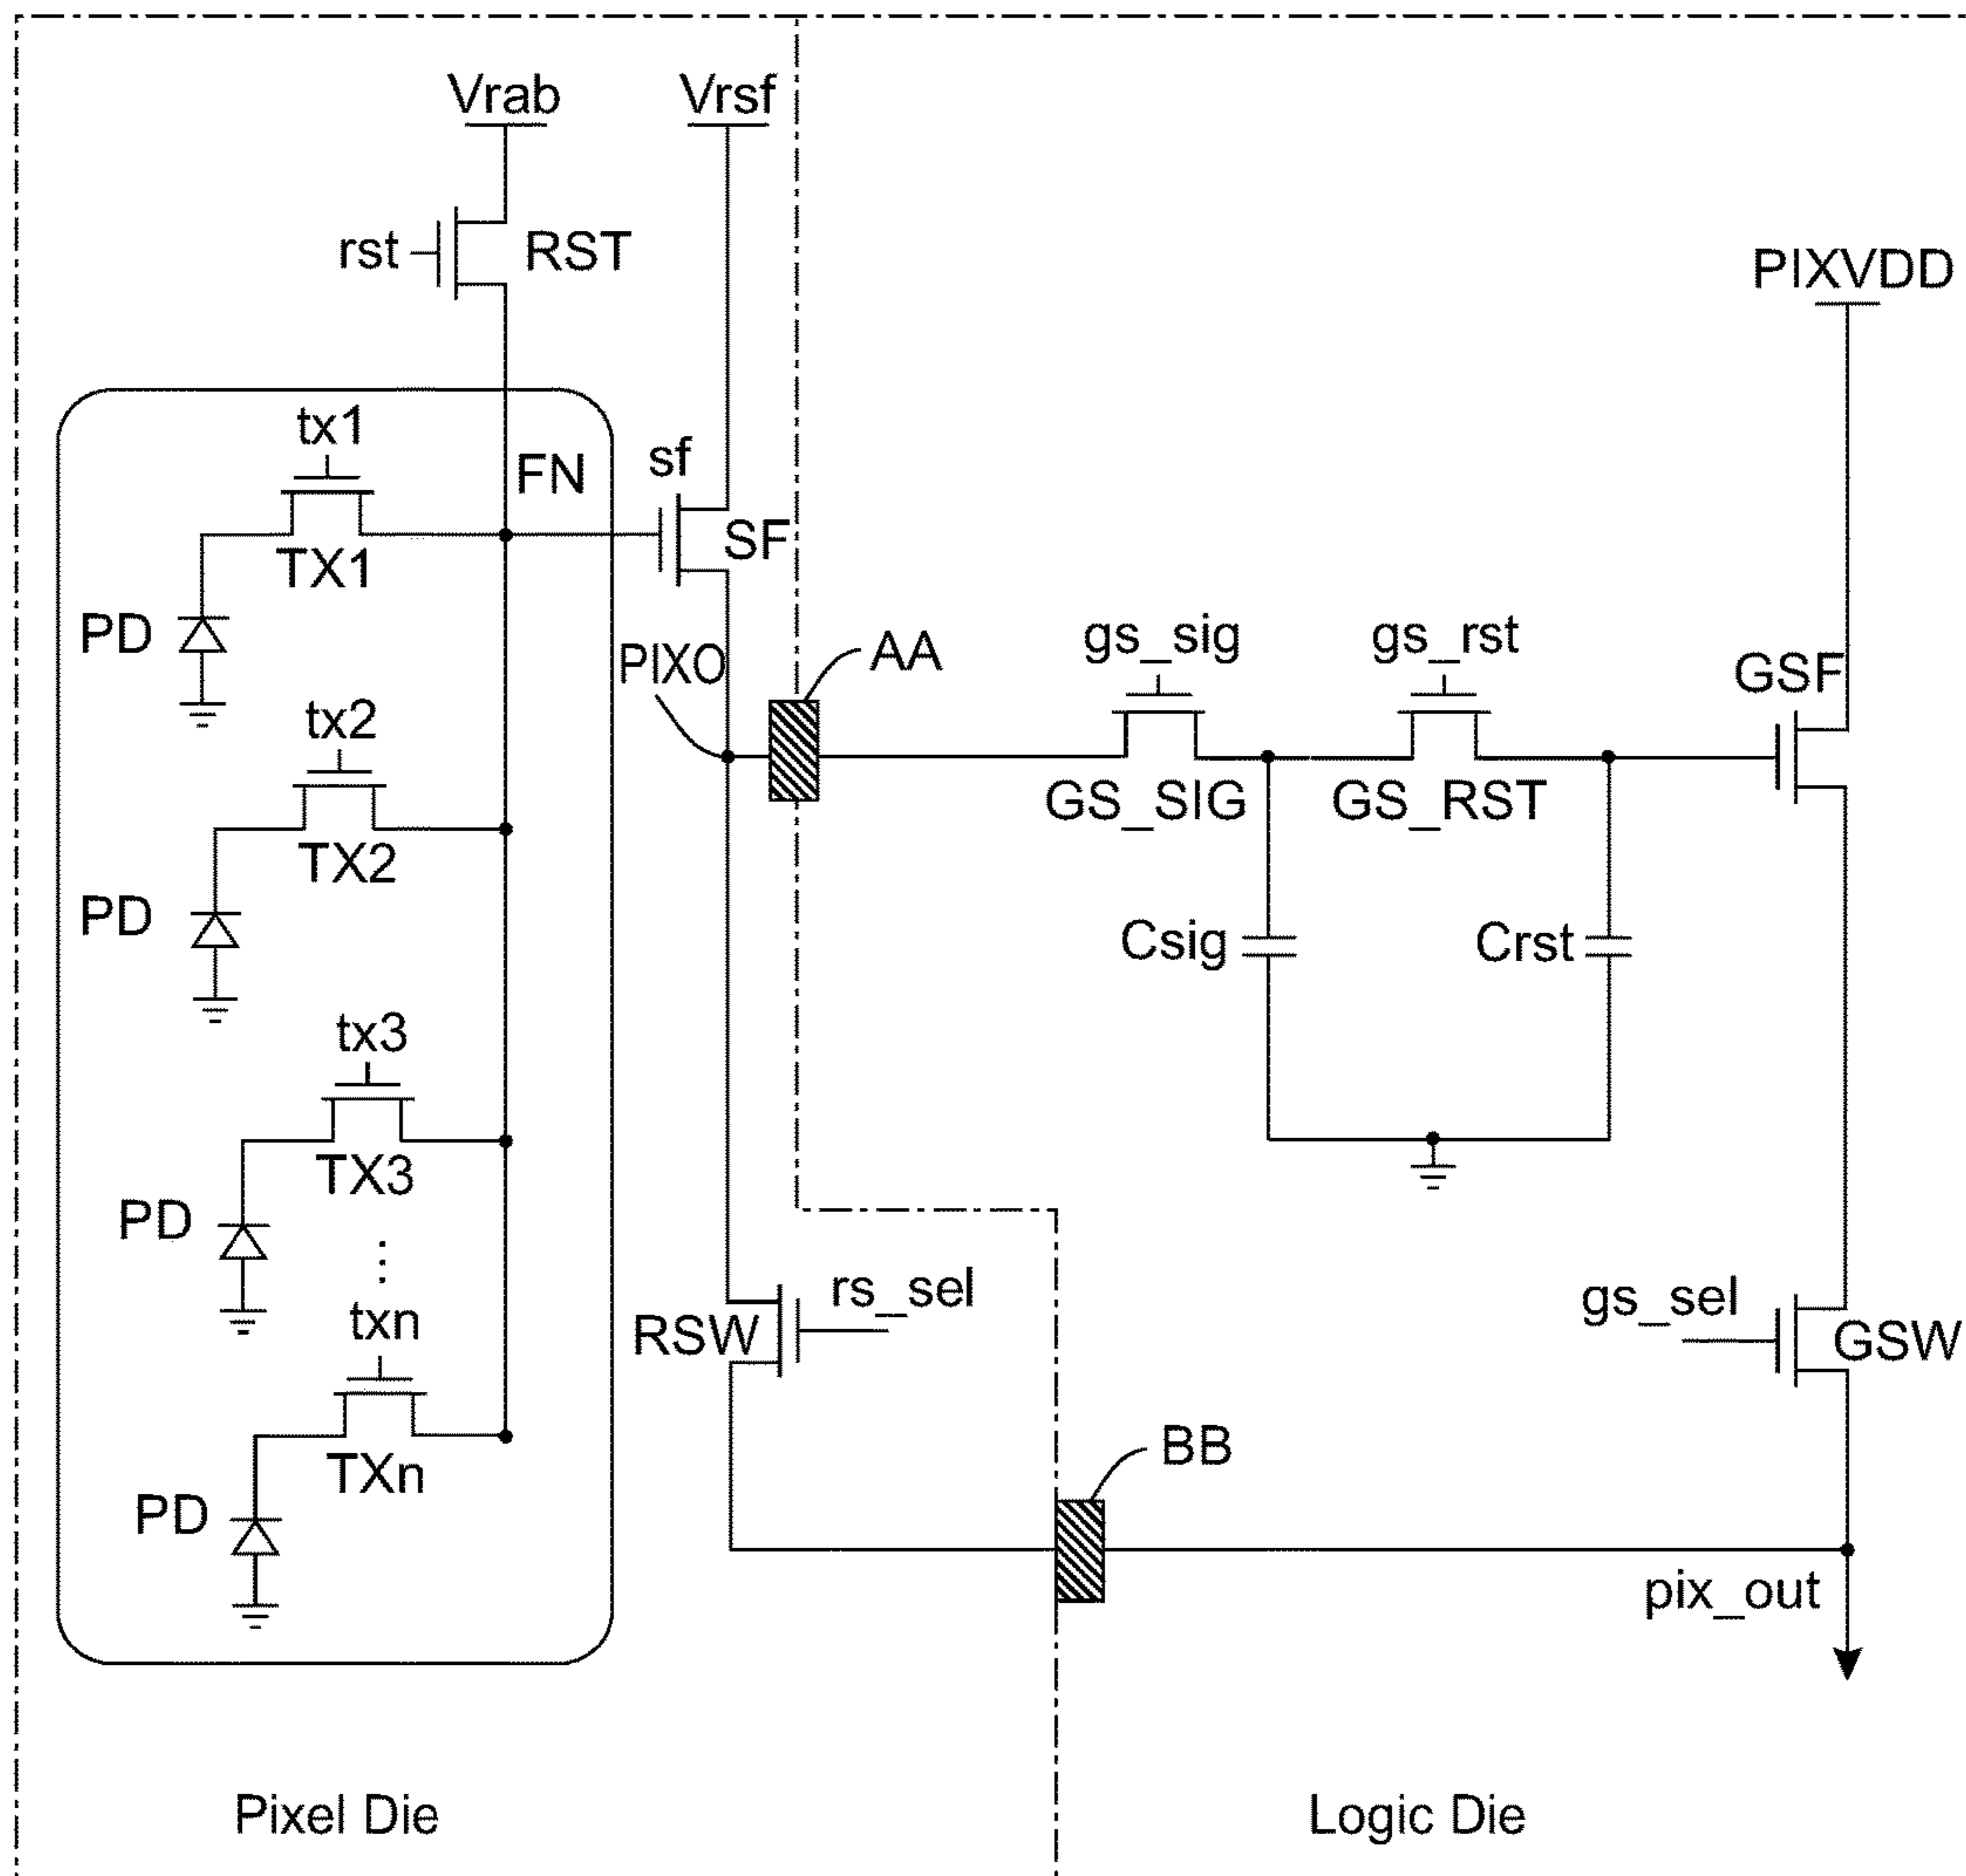 Vrab
Vrsf
rst
RST
PIXVDD
tx1
FN
sf
TX1
SF
PD
PIXO
AA
gs_sig
gs_rst
GSF
tx2
GS_SIG
GS_RST
TX2
PD
Csig
Crst
tx3
TX3
PD
rs_sel
gs_sel
txn
RSW
GSW
TXn
BB
PD
pix_out
Pixel Die
Logic Die